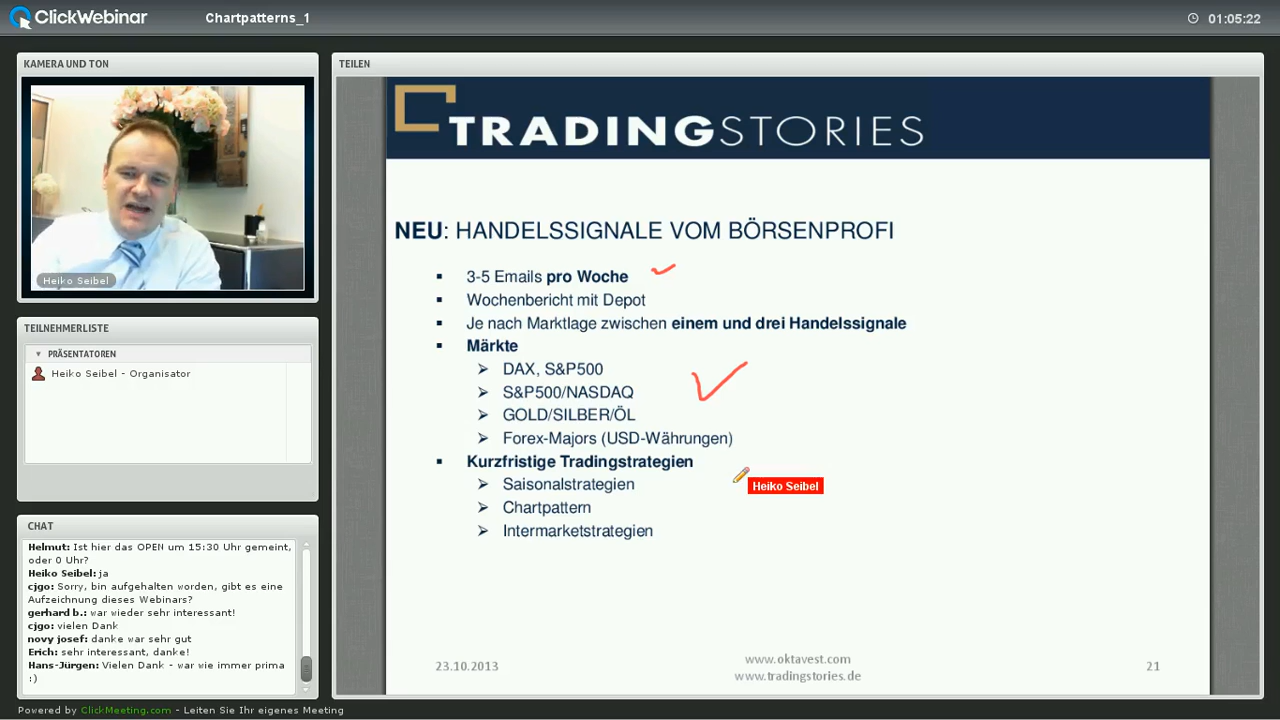 ClickWebinar
Chartpatterns_1
01:05:22
KAMERA UND TON
Heiko Seibel
TEILNEHMERLISTE
PRÄSENTATOREN
Heiko Seibel - Organisator
CHAT
Helmut: Ist hier das OPEN um 15:30 Uhr gemeint,
oder 0 Uhr?
Heiko Seibel: ja
cjgo: Sorry, bin aufgehalten worden, gibt es eine
Aufzeichnung dieses Webinars?
gerhard b.: war wieder sehr interessant!
cjgo: vielen Dank
novy josef: danke war sehr gut
Erich: sehr interessant, danke!
Hans-Jürgen: Vielen Dank - war wie immer prima
:)
TEILEN
TRADINGSTORIES
NEU: HANDELSSIGNALE VOM BÖRSENPROFI
▪ 3-5 Emails pro Woche
▪ Wochenbericht mit Depot
▪ Je nach Marktlage zwischen einem und drei Handelssignale
▪ Märkte
➢ DAX, S&P500
➢ S&P500/NASDAQ
➢ GOLD/SILBER/ÖL
➢ Forex-Majors (USD-Währungen)
▪ Kurzfristige Tradingstrategien
➢ Saisonalstrategien
Heiko Seibel
➢ Chartpattern
➢ Intermarketstrategien
23.10.2013
www.oktavest.com
www.tradingstories.de
21
Powered by ClickMeeting.com - Leiten Sie Ihr eigenes Meeting